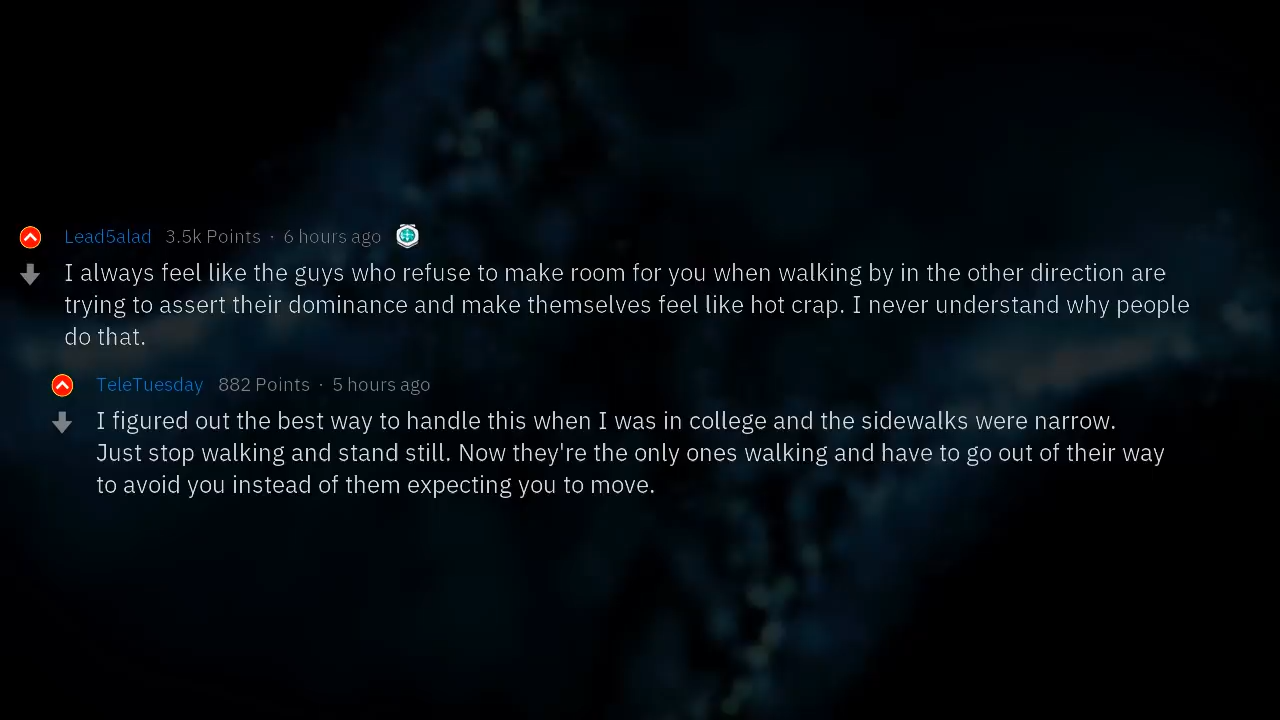 Lead5alad 3.5k Points · 6 hours ago
I always feel like the guys who refuse to make room for you when walking by in the other direction are
trying to assert their dominance and make themselves feel like hot crap. I never understand why people
do that.
TeleTuesday 882 Points · 5 hours ago
I figured out the best way to handle this when I was in college and the sidewalks were narrow.
Just stop walking and stand still. Now they're the only ones walking and have to go out of their way
to avoid you instead of them expecting you to move.